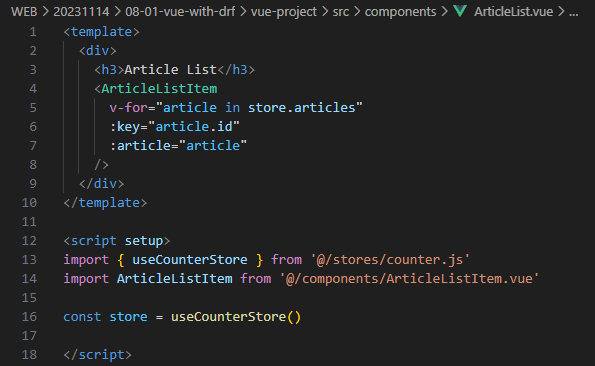 WEB > 20231114 > 08-01-vue-with-drf > vue-project > src > components > ArticleList.vue > ...
1 <template>
2 <div>
3 <h3>Article List</h3>
4 <ArticleListItem
5 v-for="article in store.articles"
6 :key="article.id"
7 :article="article"
8 />
9 </div>
10 </template>
11
12 <script setup>
13 import { useCounterStore } from '@/stores/counter.js'
14 import ArticleListItem from '@/components/ArticleListItem.vue'
15
16 const store = useCounterStore()
17
18 </script>